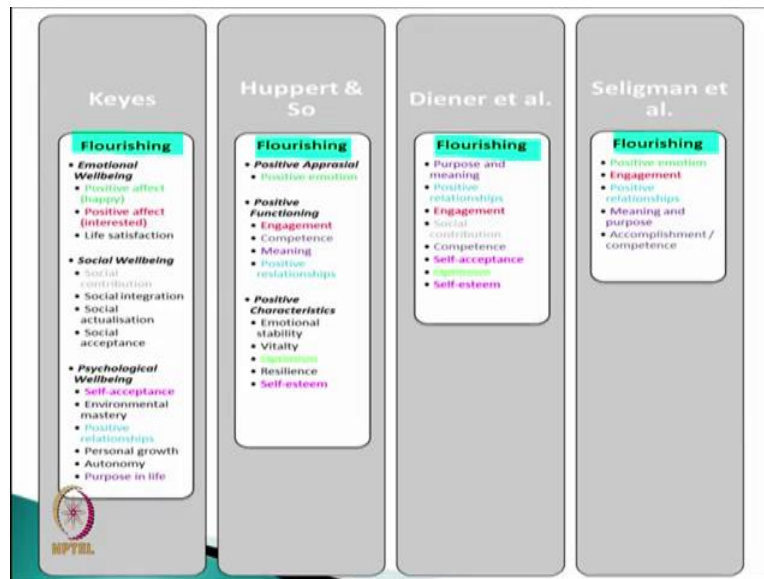 Keyes
Flourishing
• Emotional
Wellbeing
• Positive affect
(happy)
• Positive affect
(interested)
• Life satisfaction
• Social Wellbeing
• Social
contribution
• Social integration
• Social
actualisation
• Social
acceptance
• Psychological
Wellbeing
• Self-acceptance
• Environmental
mastery
• Positive
relationships
• Personal growth
• Autonomy
• Purpose in life
Huppert &
So
Flourishing
• Positive Apprasial
• Positive emotion
• Positive
Functioning
• Engagement
• Competence
• Meaning
• Positive
• Positive
Characteristics
• Emotional
stability
• Vitalty
• Optimism
• Resilience
• Self-esteem
Diener et al.
Flourishing
• Purpose and
meaning
• Positive
relationships
• Engagement
• Social
contribution
• Competence
• Self-acceptance
• Optimism
• Self-esteem
Seligman et
al.
Flourishing
• Positive emotion
• Engagement
• Positive
relationships
• Meaning and
purpose
• Accomplishment /
competence
NPTEL